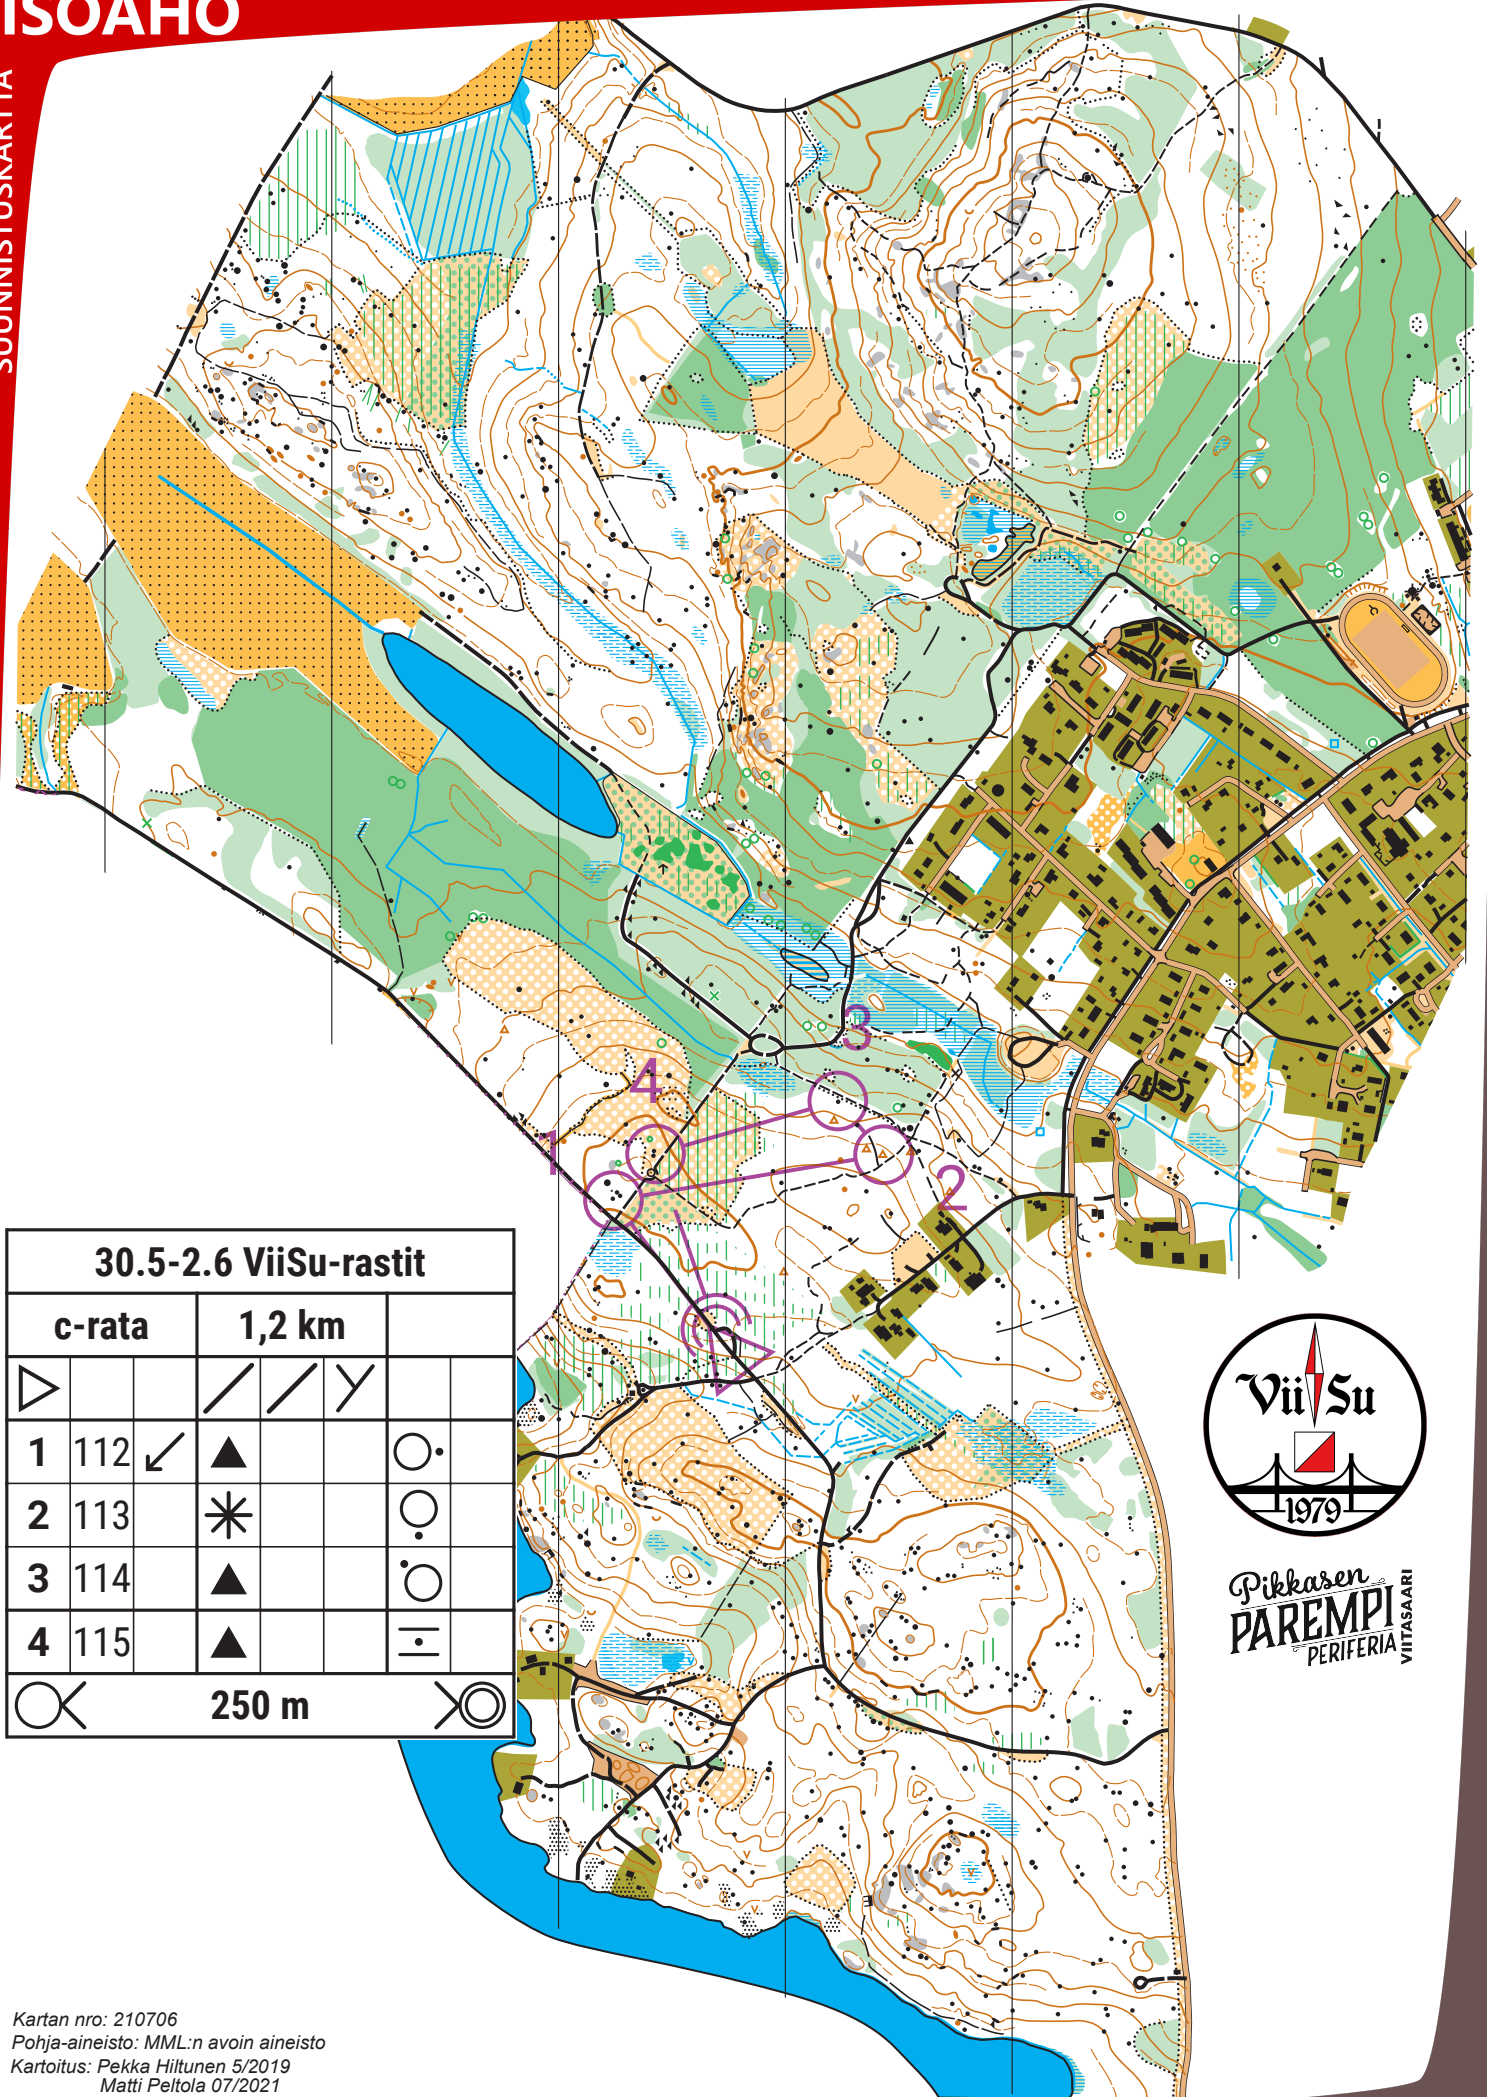 ISOAHO
SUUNNISTUSKARTTA
3
4
1
2
30.5-2.6 ViiSu-rastit
c-rata 1,2 km
1 112
2 113
3 114
4 115
250 m
Vii Su
1979
Pikkasen
PAREMPI
PERIFERIA
VIITASAARI
Kartan nro: 210706
Pohja-aineisto: MML:n avoin aineisto
Kartoitus: Pekka Hiltunen 5/2019
Matti Peltola 07/2021